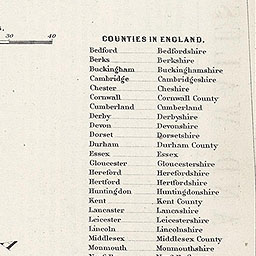 30 40
COUNTIES IN ENGLAND.
Bedford Bedfordshire
Berks Berkshire
Buckingham Buckinghamshire
Cambridge Cambridgeshire
Chester Cheshire
Cornwall Cornwall County
Cumberland Cumberland
Derby Derbyshire
Devon Devonshire
Dorset Dorsetshire
Durham Durham County
Essex Essex
Gloucester Gloucestershire
Hereford Herefordshire
Hertford Hertfordshire
Huntingdon Huntingdonshire
Kent Kent County
Lancaster Lancashire
Leicester Leicestershire
Lincoln Lincolnshire
Middlesex Middlesex County
Monmouth Monmouthshire